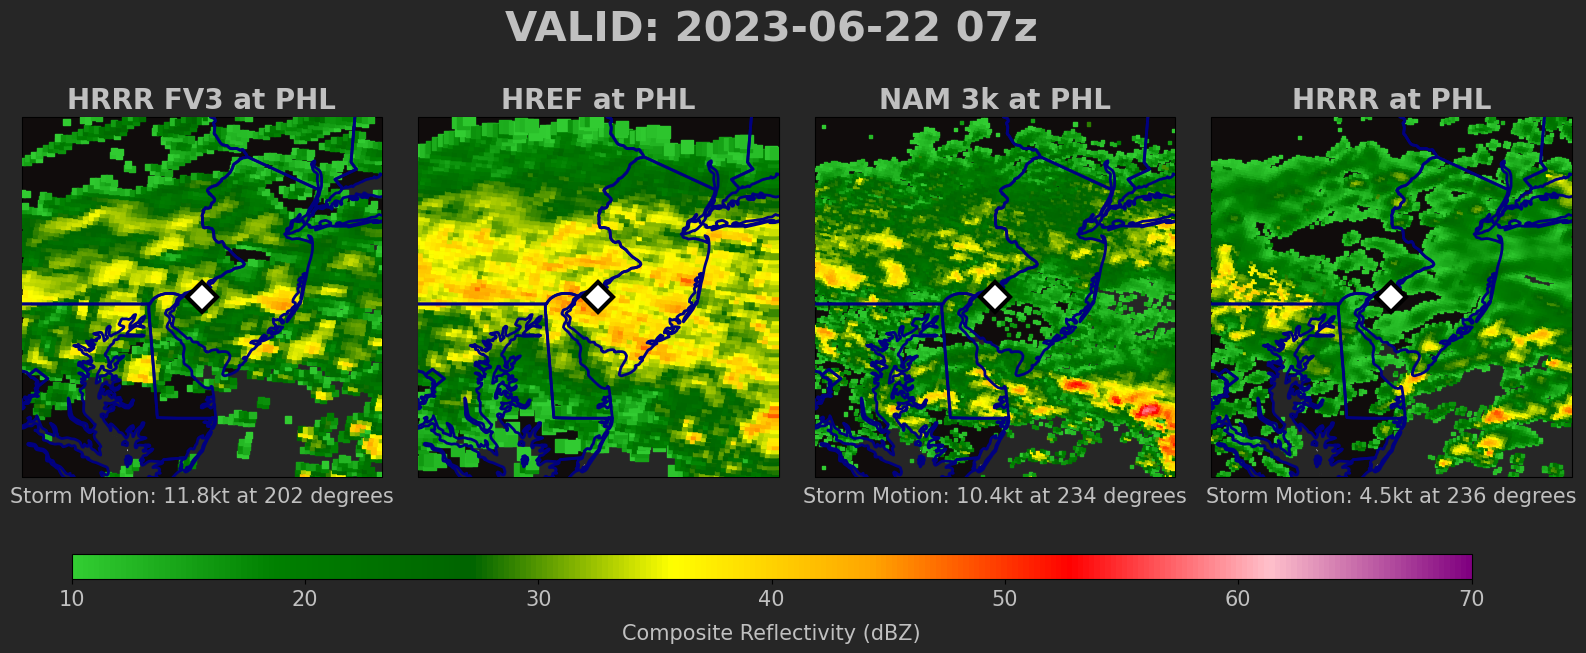 VALID: 2023-06-22 07z
HRRR FV3 at PHL
HREF at PHL
NAM 3k at PHL
HRRR at PHL
Storm Motion: 11.8kt at 202 degrees
Storm Motion: 10.4kt at 234 degrees
Storm Motion: 4.5kt at 236 degrees
10 20 30 40 50 60 70
Composite Reflectivity (dBZ)